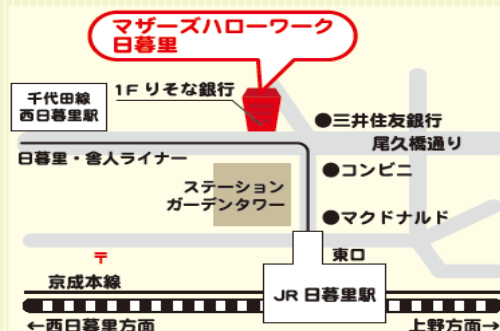 マザーズハローワーク
日暮里
1Fりそな銀行
千代田線
西日暮里駅
●三井住友銀行
尾久橋通り
日暮里・舎人ライナー
●コンビニ
ステーション
ガーデンタワー
●マクドナルド
〒
東口
京成本線
JR日暮里駅
←西日暮里方面
上野方面→